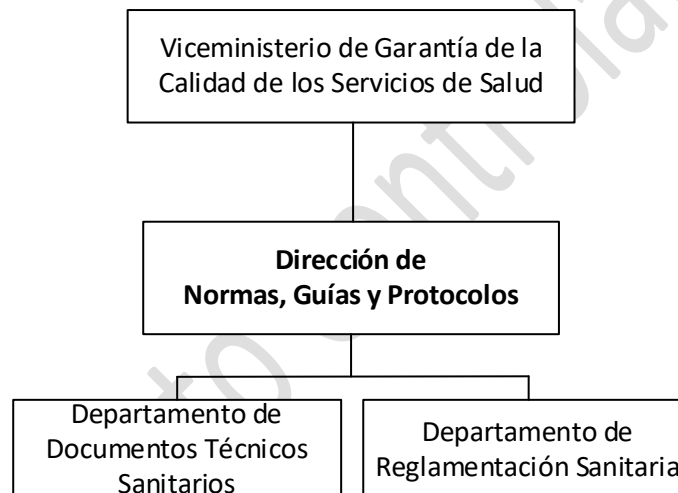 Viceministerio de Garantía de la
Calidad de los Servicios de Salud
Dirección de
Normas, Guías y Protocolos
Departamento de
Documentos Técnicos
Sanitarios
Departamento de
Reglamentación Sanitaria